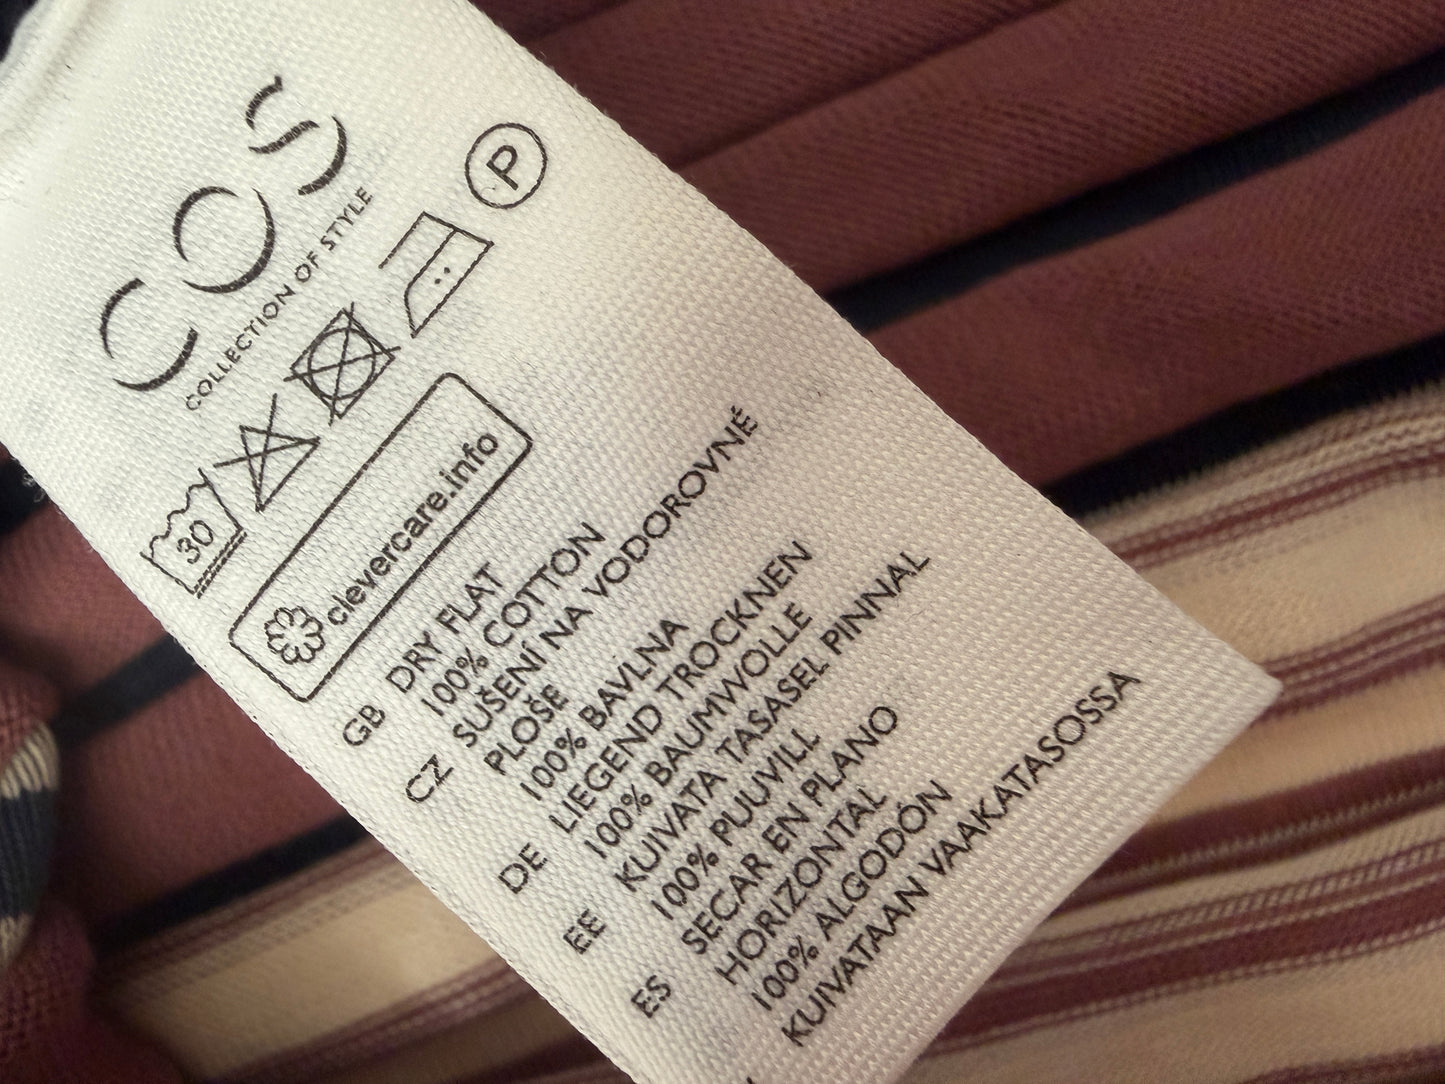 COS
COLLECTION OF STYLE
30
P
clevercare.info
GB DRY FLAT
100% COTTON
CZ SUŠENÍ NA VODOROVNÉ
PLOŠE
100% BAVLNA
DE LIEGEND TROCKNEN
100% BAUMWOLLE
EE KUIVATA TASASEL PINNAL
100% PUUVILL
ES SECAR EN PLANO
HORIZONTAL
100% ALGODÓN
KUIVATAAN VAAKATASOSSA